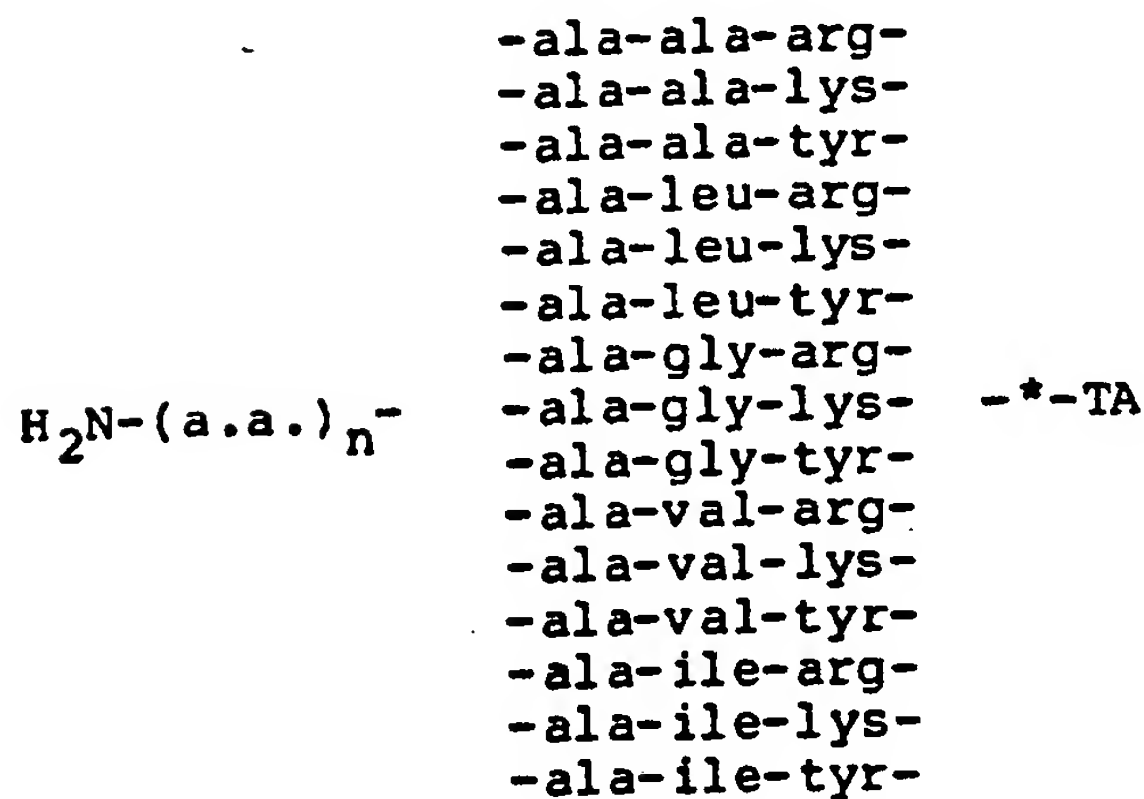 -ala-ala-arg-
-ala-ala-lys-
-ala-ala-tyr-
-ala-leu-arg-
-ala-leu-lys-
-ala-leu-tyr-
-ala-gly-arg-
H2N-(a.a.)n- -ala-gly-lys- -*-TA
-ala-gly-tyr-
-ala-val-arg-
-ala-val-lys-
-ala-val-tyr-
-ala-ile-arg-
-ala-ile-lys-
-ala-ile-tyr-